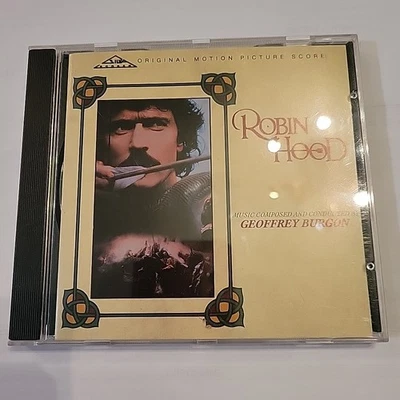 ORIGINAL MOTION PICTURE SCORE
ROBIN
HOOD
MUSIC COMPOSED AND CONDUCTED BY
GEOFFREY BURGON